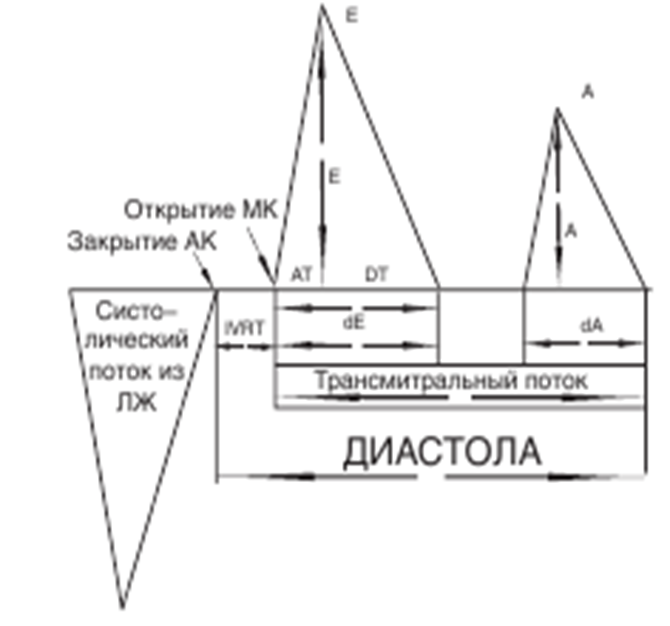 E
A
E
Открытие МК
A
Закрытие АК
AT DT
Систо-
лический
поток из
ЛЖ
IVRT
dE
dA
Трансмитральный поток
ДИАСТОЛА